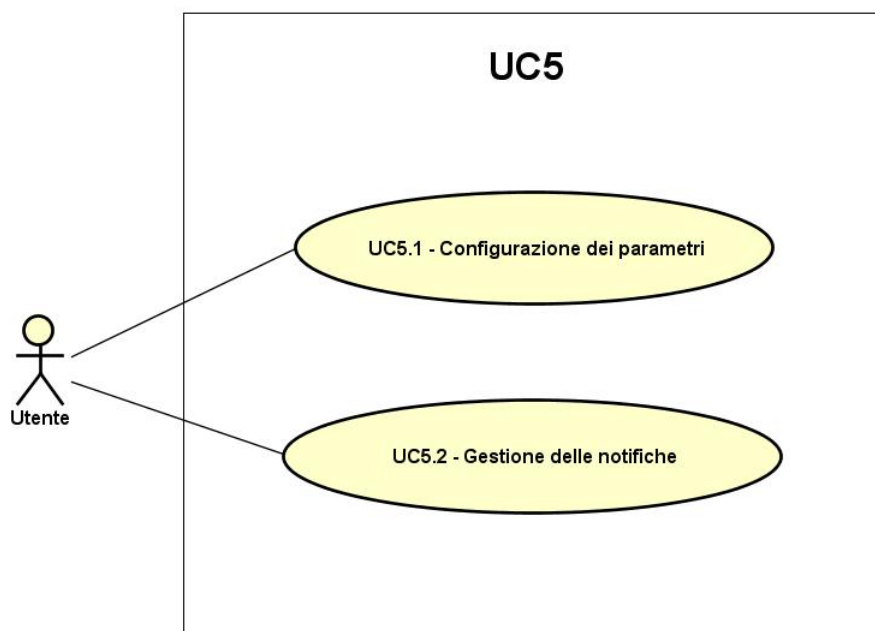 UC5
UC5.1 - Configurazione dei parametri
Utente
UC5.2 - Gestione delle notifiche